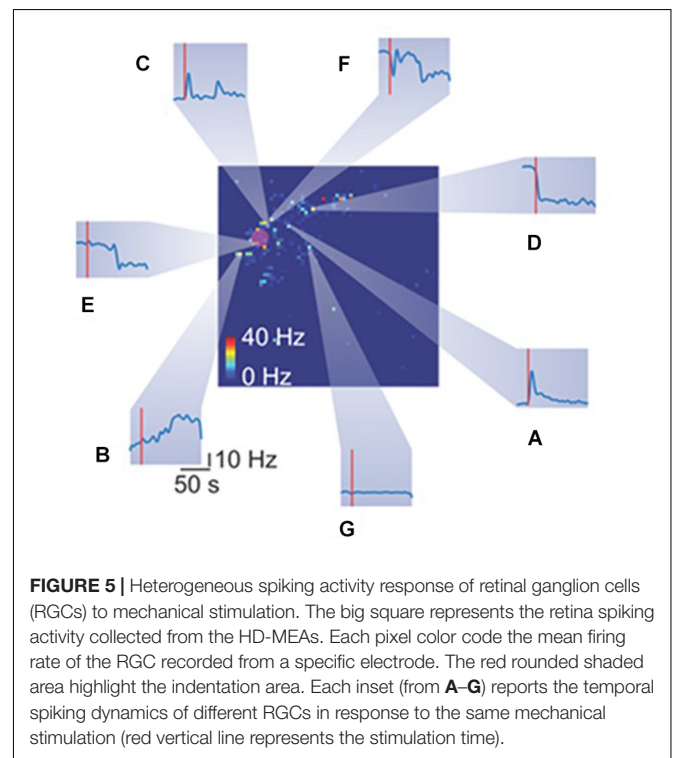 C
F
D
E
40 Hz
0 Hz
A
B
10 Hz
50 s
G
FIGURE 5 | Heterogeneous spiking activity response of retinal ganglion cells
(RGCs) to mechanical stimulation. The big square represents the retina spiking
activity collected from the HD-MEAs. Each pixel color code the mean firing
rate of the RGC recorded from a specific electrode. The red rounded shaded
area highlight the indentation area. Each inset (from A–G) reports the temporal
spiking dynamics of different RGCs in response to the same mechanical
stimulation (red vertical line represents the stimulation time).